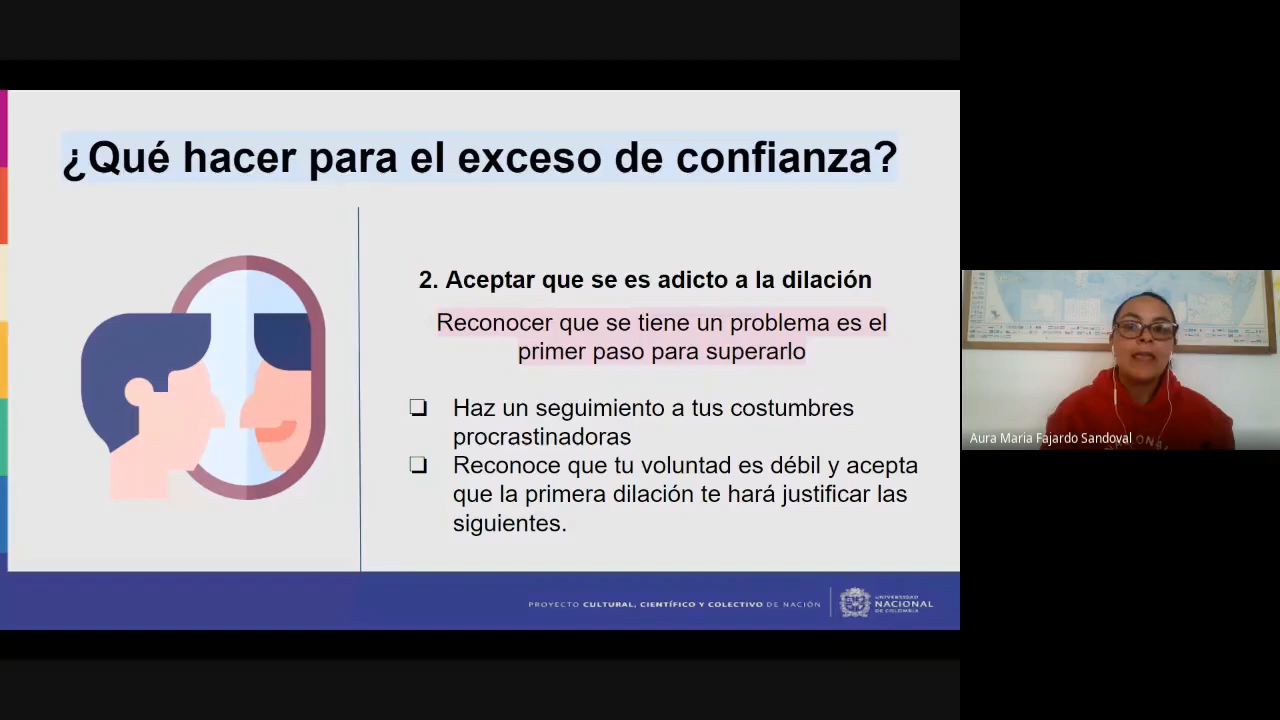 ¿Qué hacer para el exceso de confianza?
2. Aceptar que se es adicto a la dilación
Reconocer que se tiene un problema es el
primer paso para superarlo
Haz un seguimiento a tus costumbres
procrastinadoras
Reconoce que tu voluntad es débil y acepta
que la primera dilación te hará justificar las
siguientes.
Aura Maria Fajardo Sandoval
PROYECTO CULTURAL, CIENTÍFICO Y COLECTIVO DE NACIÓN
UNIVERSIDAD
NACIONAL
DE COLOMBIA